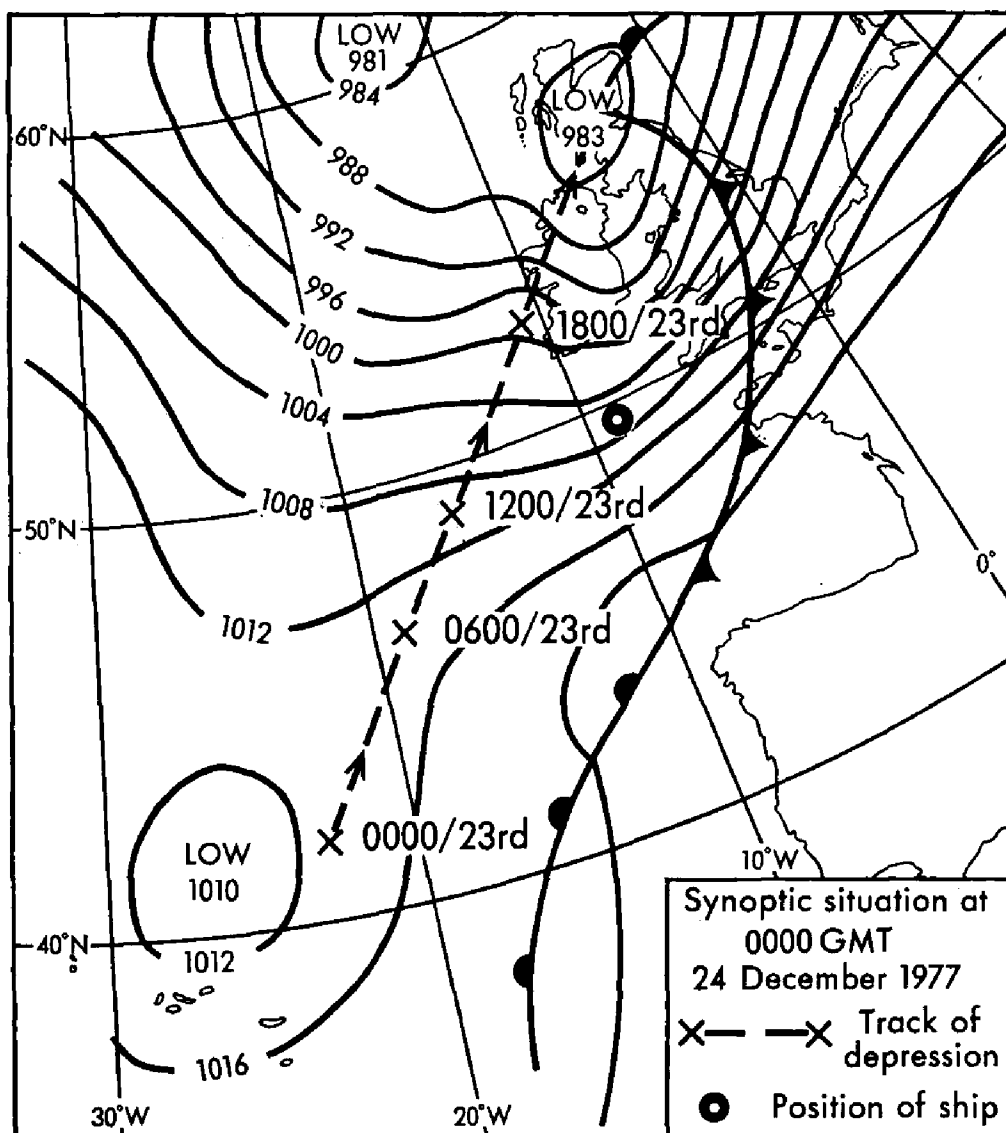 LOW
981
984
LOW
983
60°N
988
992
996
1000
1800/23rd
1004
1008
1200/23rd
50°N
0°
1012
0600/23rd
0000/23rd
LOW
1010
10°W
40°N
1012
1016
30°W
20°W
Synoptic situation at
0000 GMT
24 December 1977
Track of
depression
Position of ship